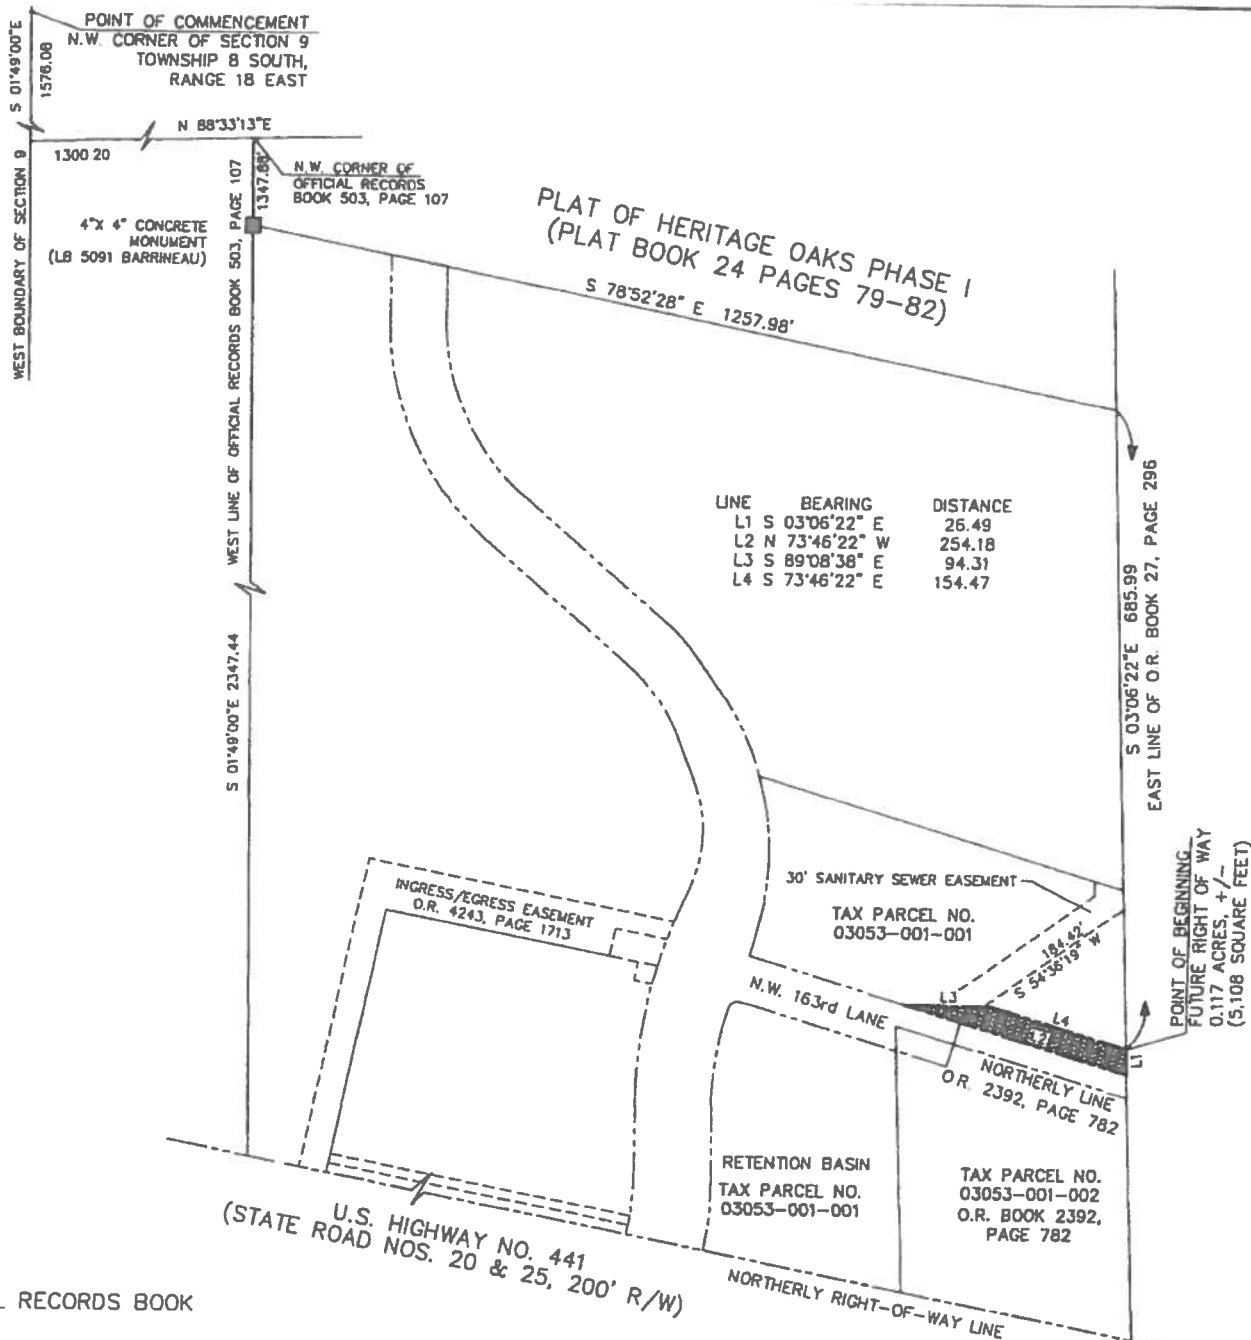 POINT OF COMMENCEMENT
N.W. CORNER OF SECTION 9
TOWNSHIP 8 SOUTH,
RANGE 18 EAST
S 01°49'00"E
1576.08
WEST BOUNDARY OF SECTION 9
N 88°33'13"E
1300 20
N.W. CORNER OF
OFFICIAL RECORDS
BOOK 503, PAGE 107
1347.88'
4"X 4" CONCRETE
MONUMENT
(LB 5091 BARRINEAU)
WEST LINE OF OFFICIAL RECORDS BOOK 503, PAGE 107
S 01°49'00"E 2347.44
PLAT OF HERITAGE OAKS PHASE I
(PLAT BOOK 24 PAGES 79-82)
S 78°52'28" E 1257.98'
LINE BEARING DISTANCE
L1 S 03°06'22" E 26.49
L2 N 73°46'22" W 254.18
L3 S 89°08'38" E 94.31
L4 S 73°46'22" E 154.47
S 03°06'22"E 685.99
EAST LINE OF O.R. BOOK 27, PAGE 296
POINT OF BEGINNING
FUTURE RIGHT OF WAY
0.117 ACRES, +/-
(5,108 SQUARE FEET)
30' SANITARY SEWER EASEMENT
TAX PARCEL NO.
03053-001-001
184.42'
S 54°36'19" W
INGRESS/EGRESS EASEMENT
O.R. 4243, PAGE 1713
N.W. 163rd LANE
L3
L4
L2
L1
NORTHERLY LINE
O.R. 2392, PAGE 782
RETENTION BASIN
TAX PARCEL NO.
03053-001-001
TAX PARCEL NO.
03053-001-002
O.R. BOOK 2392,
PAGE 782
U.S. HIGHWAY NO. 441
(STATE ROAD NOS. 20 & 25, 200' R/W)
NORTHERLY RIGHT-OF-WAY LINE
RECORDS BOOK